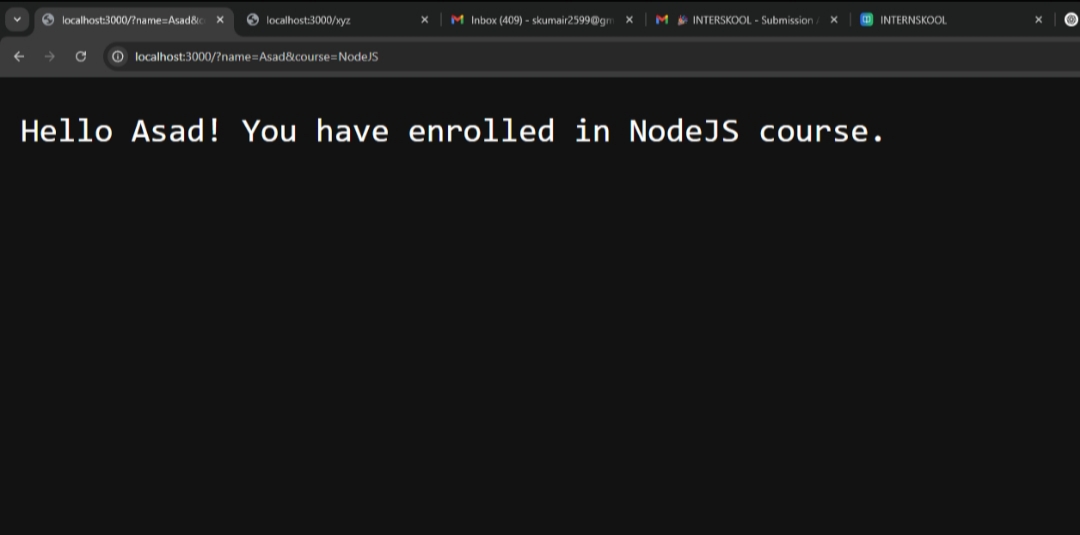 localhost:3000/?name=Asad&c
localhost:3000/xyz
Inbox (409) - skumair2599@gm
INTERSKOOL - Submission
INTERNSKOOL
localhost:3000/?name=Asad&course=NodeJS
Hello Asad! You have enrolled in NodeJS course.